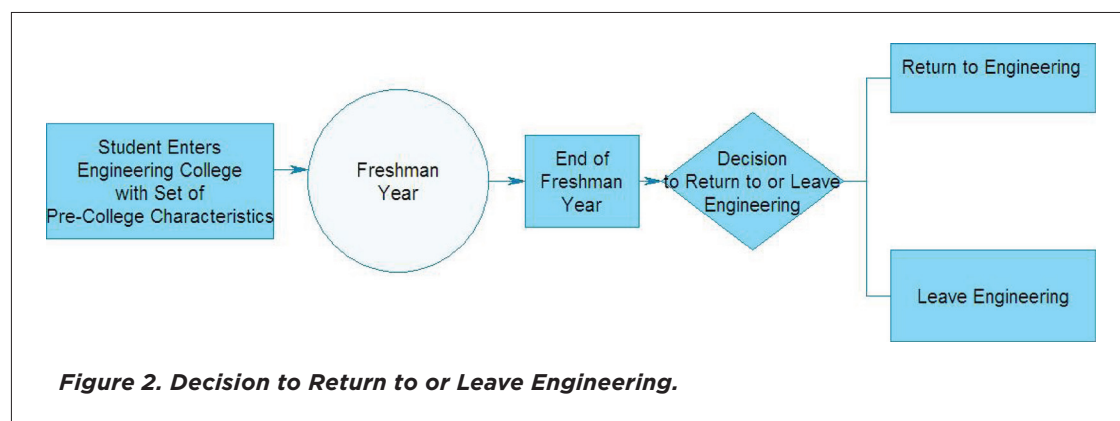 Student Enters
Engineering College
with Set of
Pre-College Characteristics
Freshman
Year
End of
Freshman
Year
Decision
to Return to or Leave
Engineering
Return to Engineering
Leave Engineering
Figure 2. Decision to Return to or Leave Engineering.